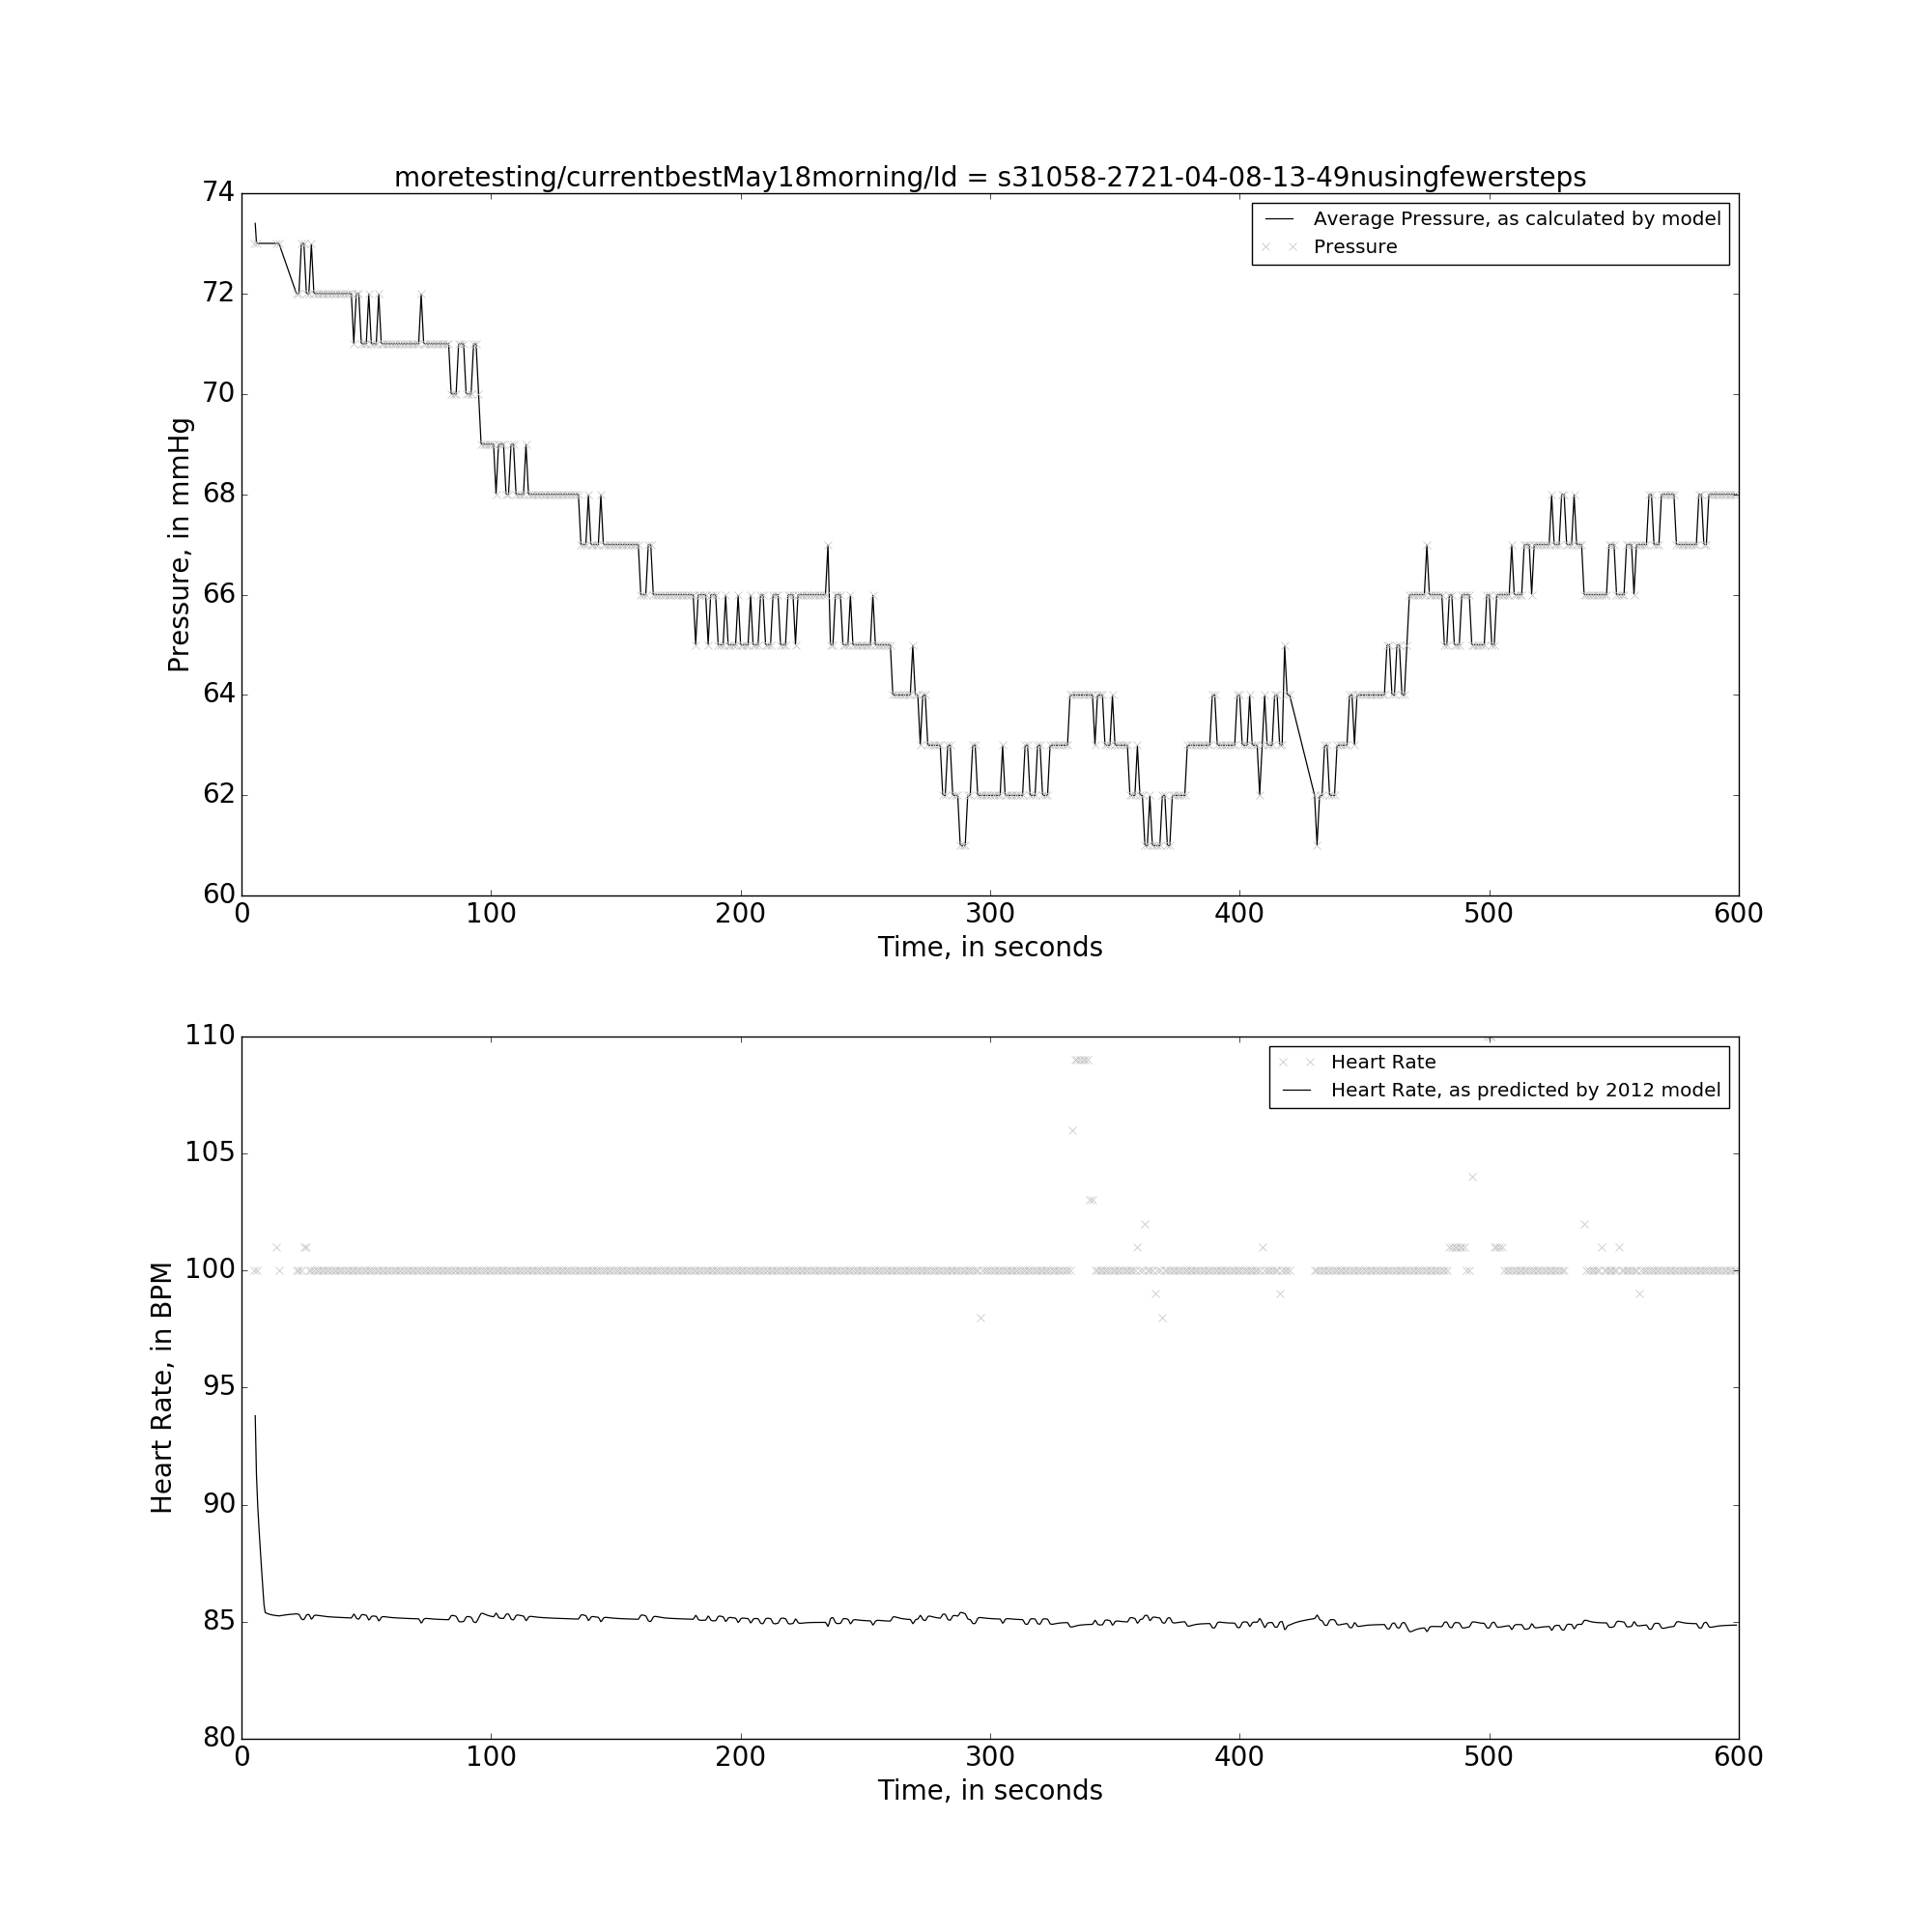 moretesting/currentbestMay18morning/Id = s31058-2721-04-08-13-49nusingfewersteps
74
72
70
68
66
64
62
60
Pressure, in mmHg
Average Pressure, as calculated by model
Pressure
0 100 200 300 400 500 600
Time, in seconds
110
105
100
95
90
85
80
Heart Rate, in BPM
Heart Rate
Heart Rate, as predicted by 2012 model
0 100 200 300 400 500 600
Time, in seconds